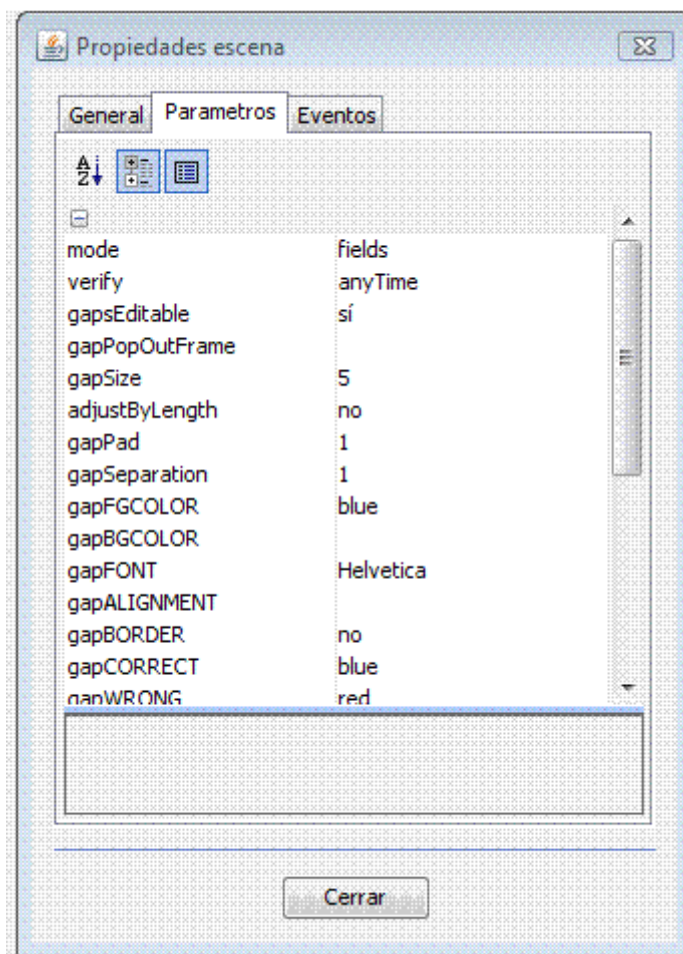 Propiedades escena
General Parametros Eventos
mode fields
verify anyTime
gapsEditable sí
gapPopOutFrame
gapSize 5
adjustByLength no
gapPad 1
gapSeparation 1
gapFGCOLOR blue
gapBGCOLOR
gapFONT Helvetica
gapALIGNMENT
gapBORDER no
gapCORRECT blue
gapWRONG red
Cerrar